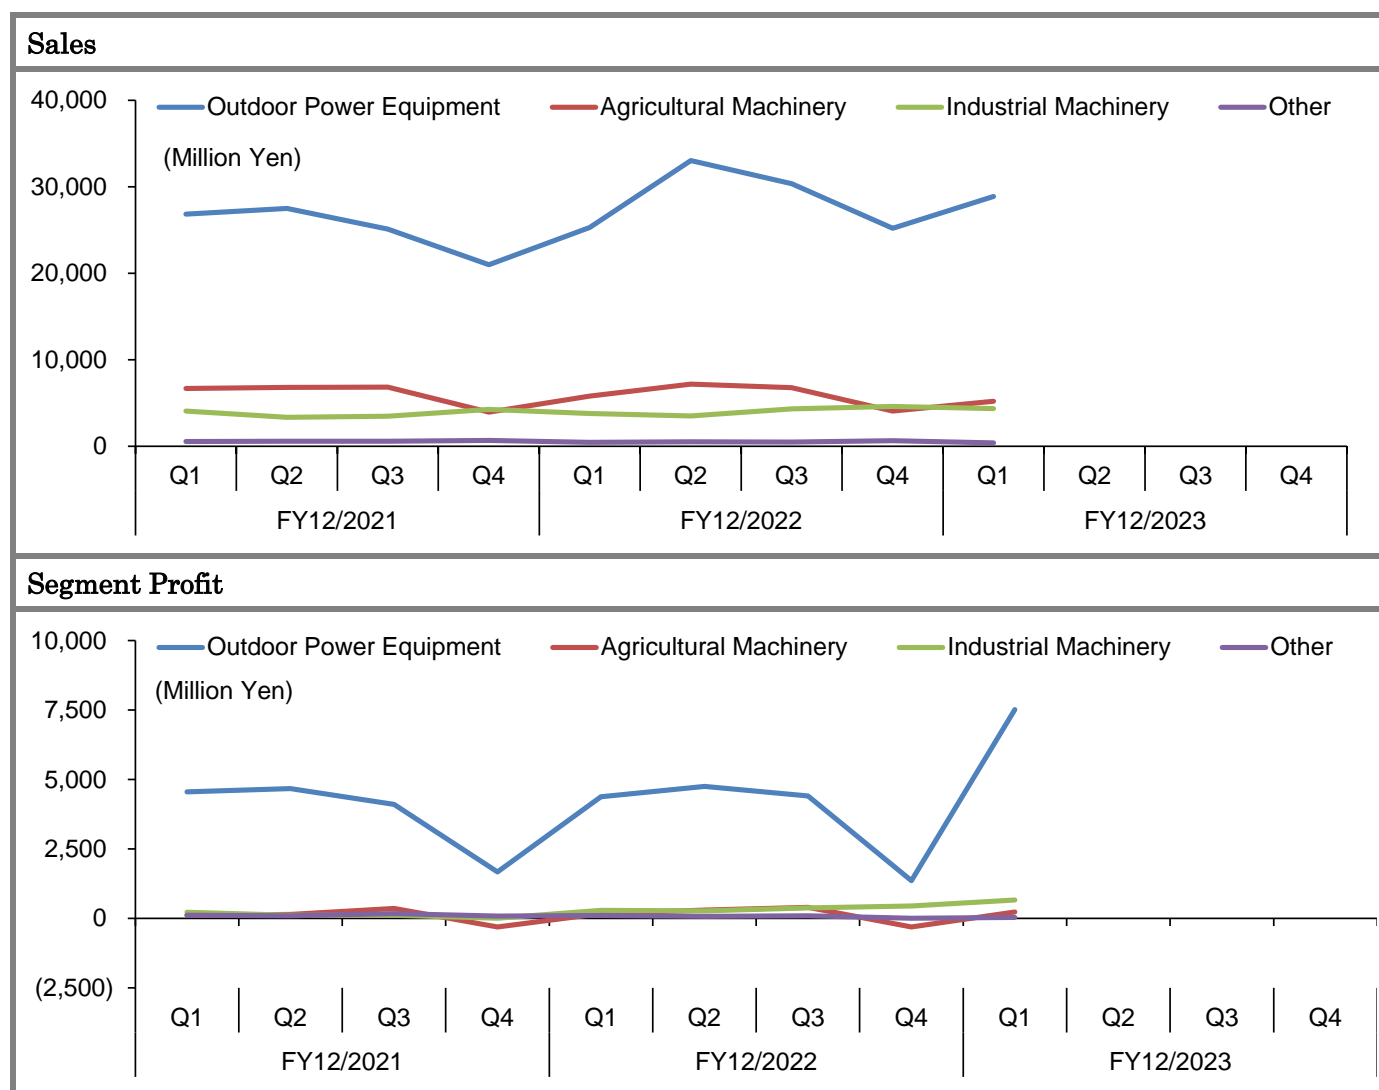 Sales
40,000
Outdoor Power Equipment Agricultural Machinery Industrial Machinery Other
(Million Yen)
30,000
20,000
10,000
0
Q1 Q2 Q3 Q4 Q1 Q2 Q3 Q4 Q1 Q2 Q3 Q4
FY12/2021 FY12/2022 FY12/2023
Segment Profit
10,000
Outdoor Power Equipment Agricultural Machinery Industrial Machinery Other
(Million Yen)
7,500
5,000
2,500
0
(2,500)
Q1 Q2 Q3 Q4 Q1 Q2 Q3 Q4 Q1 Q2 Q3 Q4
FY12/2021 FY12/2022 FY12/2023